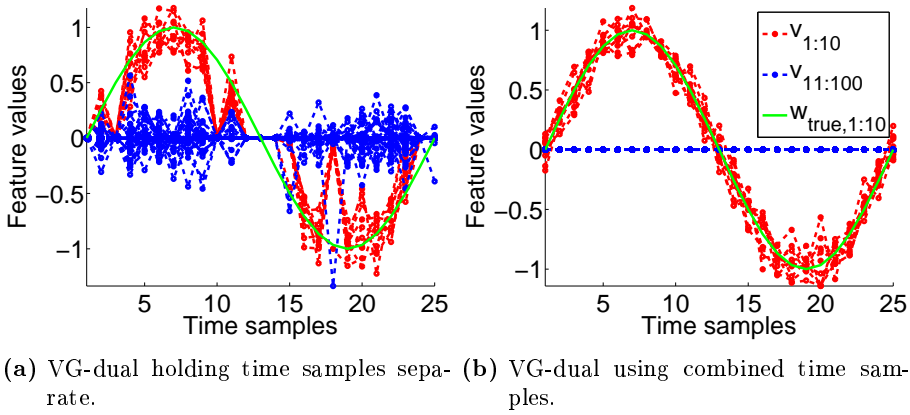 1
0.5
0
−0.5
−1
Feature values
5
10
15
20
25
Time samples
1
0.5
0
−0.5
−1
Feature values
5
10
15
20
25
Time samples
v1:10
v11:100
wtrue,1:10
(a) VG-dual holding time samples sepa-
rate.
(b) VG-dual using combined time sam-
ples.